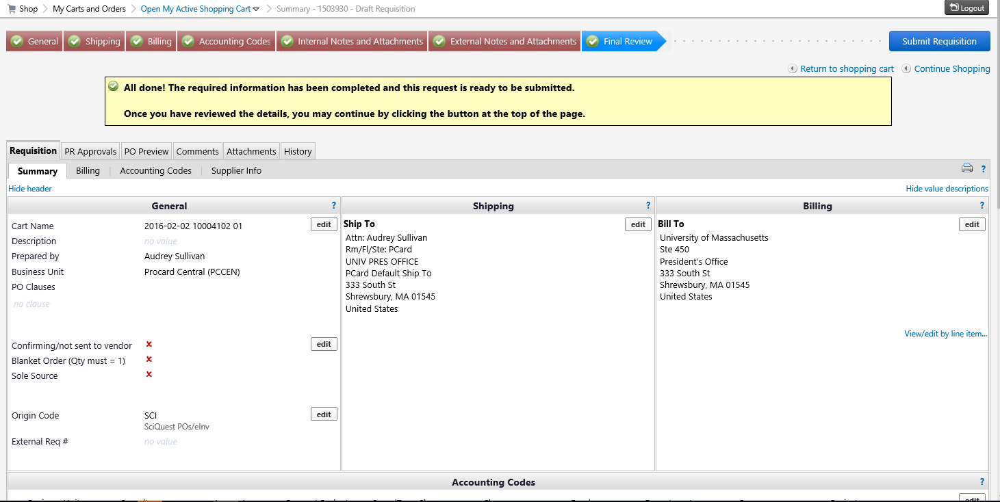 Shop My Carts and Orders Open My Active Shopping Cart Summary - 1503930 - Draft Requisition Logout
General Shipping Billing Accounting Codes Internal Notes and Attachments External Notes and Attachments Final Review Submit Requisition
Return to shopping cart Continue Shopping
All done! The required information has been completed and this request is ready to be submitted.
Once you have reviewed the details, you may continue by clicking the button at the top of the page.
Requisition PR Approvals PO Preview Comments Attachments History
Summary Billing Accounting Codes Supplier Info ?
Hide header Hide value descriptions
General ?
Cart Name 2016-02-02 10004102 01 edit
Description no value
Prepared by Audrey Sullivan
Business Unit Procard Central (PCCEN)
PO Clauses
no clause
Confirming/not sent to vendor edit
Blanket Order (Qty must = 1)
Sole Source
Origin Code SCI edit
SciQuest POs/eInv
External Req # no value
Shipping ?
Ship To edit
Attn: Audrey Sullivan
Rm/Fl/Ste: PCard
UNIV PRES OFFICE
PCard Default Ship To
333 South St
Shrewsbury, MA 01545
United States
Billing ?
Bill To edit
University of Massachusetts
Ste 450
President's Office
333 South St
Shrewsbury, MA 01545
United States
View/edit by line item...
Accounting Codes ?
edit